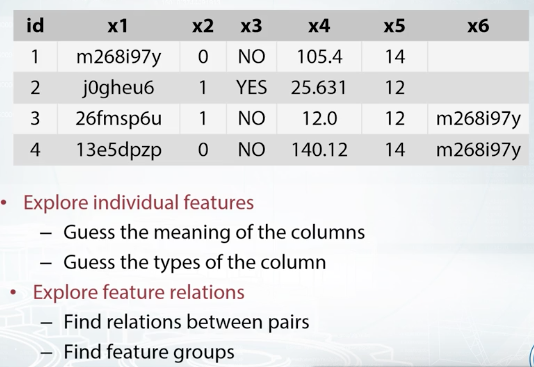 id x1 x2 x3 x4 x5 x6
1 m268i97y 0 NO 105.4 14
2 j0gheu6 1 YES 25.631 12
3 26fmsp6u 1 NO 12.0 12 m268i97y
4 13e5dpzp 0 NO 140.12 14 m268i97y
• Explore individual features
– Guess the meaning of the columns
– Guess the types of the column
• Explore feature relations
– Find relations between pairs
– Find feature groups